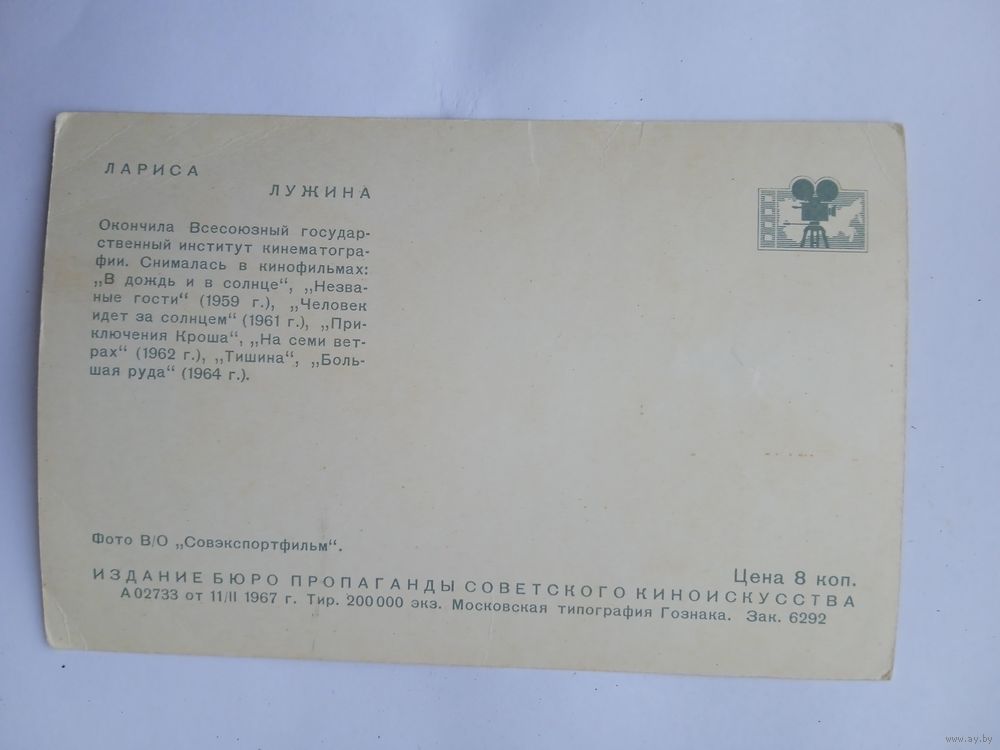 ЛАРИСА
ЛУЖИНА
Окончила Всесоюзный государ-
ственный институт кинематогра-
фии. Снималась в кинофильмах:
„В дождь и в солнце“, „Незва-
ные гости“ (1959 г.), „Человек
идет за солнцем“ (1961 г.), „При-
ключения Кроша“, „На семи вет-
рах“ (1962 г.), „Тишина“, „Боль-
шая руда“ (1964 г.).
Фото В/О „Совэкспортфильм“.
Цена 8 коп.
ИЗДАНИЕ БЮРО ПРОПАГАНДЫ СОВЕТСКОГО КИНОИСКУССТВА
А 02733 от 11/II 1967 г. Тир. 200 000 экз. Московская типография Гознака. Зак. 6292
www.ay.by